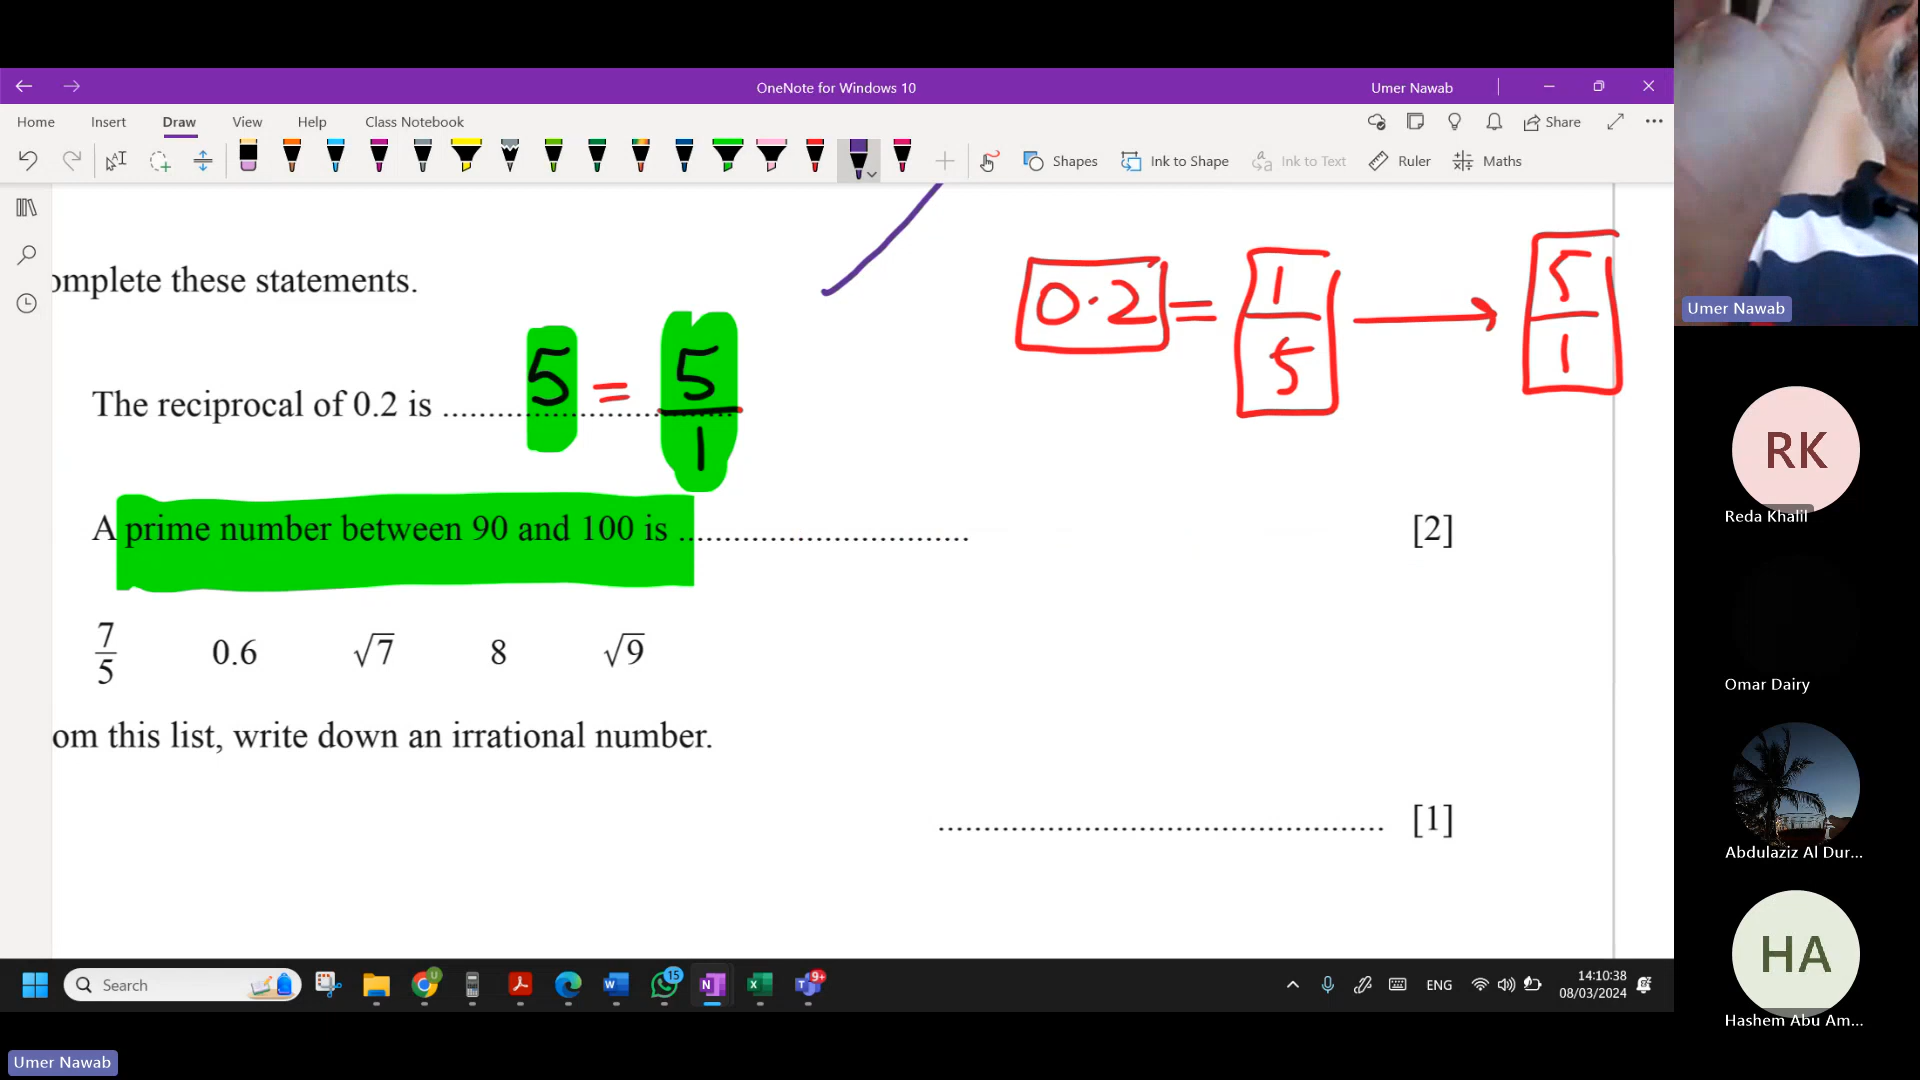 OneNote for Windows 10
Umer Nawab
Home Insert Draw View Help Class Notebook
Share
Shapes Ink to Shape Ink to Text Ruler Maths
omplete these statements.
0.2 = 1/5 → 5/1
The reciprocal of 0.2 is .............................. 5 = 5/1
A prime number between 90 and 100 is ................................ [2]
7/5 0.6 √7 8 √9
om this list, write down an irrational number.
................................................. [1]
Umer Nawab
RK
Reda Khalil
Omar Dairy
Abdulaziz Al Dur...
HA
Hashem Abu Am...
Search
U
W
15
N
X
T
9+
ENG
14:10:38
08/03/2024
Umer Nawab